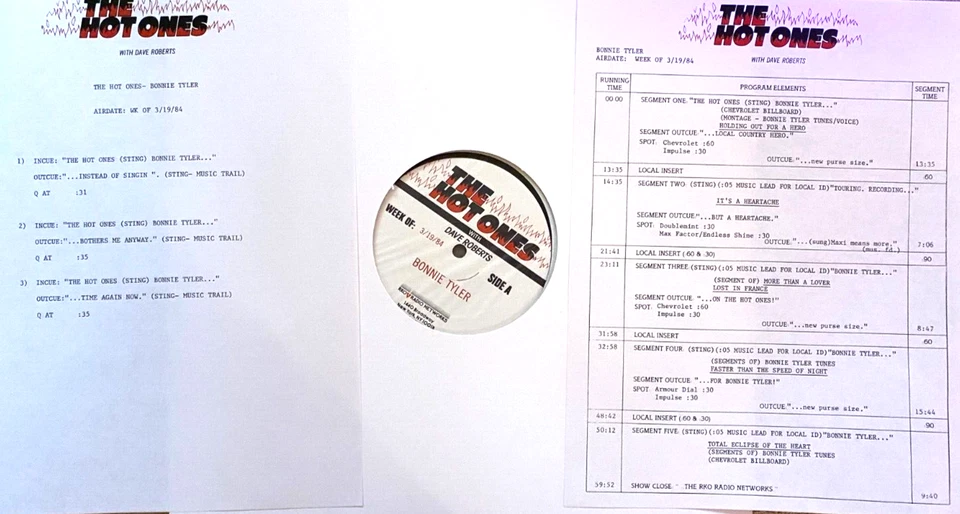 THE
HOT ONES
WITH DAVE ROBERTS
THE HOT ONES- BONNIE TYLER
AIRDATE: WK OF 3/19/84
1) INCUE: "THE HOT ONES (STING) BONNIE TYLER..."
OUTCUE:"...INSTEAD OF SINGIN ". (STING- MUSIC TRAIL)
Q AT :31
2) INCUE: "THE HOT ONES (STING) BONNIE TYLER..."
OUTCUE:"...BOTHERS ME ANYWAY." (STING- MUSIC TRAIL)
Q AT :35
3) INCUE: "THE HOT ONES (STING) BONNIE TYLER..."
OUTCUE:"...TIME AGAIN NOW." (STING- MUSIC TRAIL)
Q AT :35
THE
HOT ONES
WITH
DAVE ROBERTS
WEEK OF: 3/19/84
SIDE A
BONNIE TYLER
RADIO NETWORKS
1440 Broadway
New York, NY 10018
THE
HOT ONES
WITH DAVE ROBERTS
BONNIE TYLER
AIRDATE: WEEK OF 3/19/84
RUNNING TIME PROGRAM ELEMENTS SEGMENT TIME
00:00 SEGMENT ONE: "THE HOT ONES (STING) BONNIE TYLER..."
(CHEVROLET BILLBOARD)
(MONTAGE - BONNIE TYLER TUNES/VOICE)
HOLDING OUT FOR A HERO
SEGMENT OUTCUE: "...LOCAL COUNTRY HERO."
SPOT: Chevrolet :60
Impulse :30
OUTCUE: "...new purse size." 13:35
13:35 LOCAL INSERT :60
14:35 SEGMENT TWO: (STING)(:05 MUSIC LEAD FOR LOCAL ID)"TOURING, RECORDING..."
IT'S A HEARTACHE
SEGMENT OUTCUE: "...BUT A HEARTACHE."
SPOT: Doublemint :30
Max Factor/Endless Shine :30
OUTCUE: "...(sung)Maxi means more." 7:06
(mus. fd.)
21:41 LOCAL INSERT (:60 & :30) :90
23:11 SEGMENT THREE: (STING)(:05 MUSIC LEAD FOR LOCAL ID)"BONNIE TYLER..."
(SEGMENT OF) MORE THAN A LOVER
LOST IN FRANCE
SEGMENT OUTCUE: "...ON THE HOT ONES!"
SPOT: Chevrolet :60
Impulse :30
OUTCUE: "...new purse size." 8:47
31:58 LOCAL INSERT :60
32:58 SEGMENT FOUR: (STING)(:05 MUSIC LEAD FOR LOCAL ID)"BONNIE TYLER..."
(SEGMENTS OF) BONNIE TYLER TUNES
FASTER THAN THE SPEED OF NIGHT
SEGMENT OUTCUE: "...FOR BONNIE TYLER!"
SPOT: Armour Dial :30
Impulse :30
OUTCUE: "...new purse size." 15:44
48:42 LOCAL INSERT (:60 & :30) :90
50:12 SEGMENT FIVE: (STING)(:05 MUSIC LEAD FOR LOCAL ID)"BONNIE TYLER..."
TOTAL ECLIPSE OF THE HEART
(SEGMENTS OF) BONNIE TYLER TUNES
(CHEVROLET BILLBOARD)
59:52 SHOW CLOSE: "...THE RKO RADIO NETWORKS." 9:40